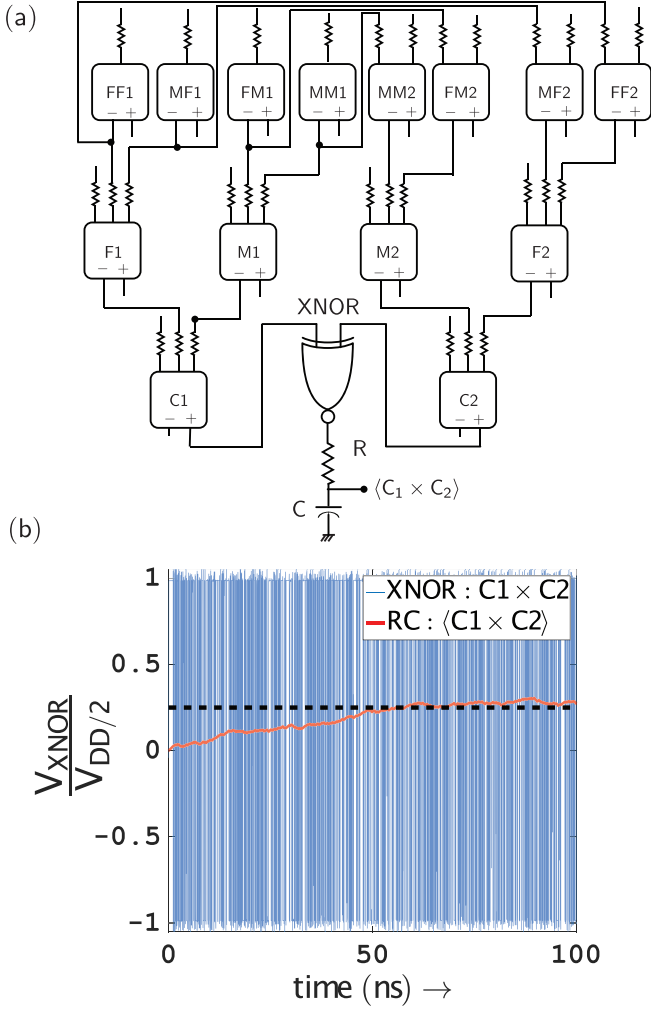 (a)
FF1 MF1 FM1 MM1 MM2 FM2 MF2 FF2
− + − + − + − + − + − + − + − +
F1 M1 M2 F2
− + − + − + − +
XNOR
C1 C2
− + − +
R
⟨C₁ × C₂⟩
C
(b)
XNOR : C1 × C2
RC : ⟨C1 × C2⟩
1
0.5
0
-0.5
-1
V_XNOR
V_DD/2
0 50 100
time (ns) →